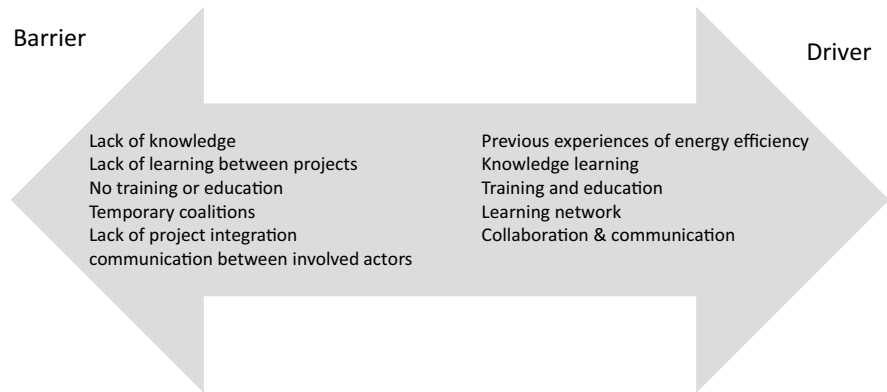 Barrier
Driver
Lack of knowledge
Lack of learning between projects
No training or education
Temporary coalitions
Lack of project integration
communication between involved actors
Previous experiences of energy efficiency
Knowledge learning
Training and education
Learning network
Collaboration & communication